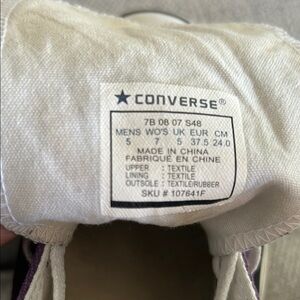 ★ CONVERSE®
7B 06 07 S48
MENS WO'S UK EUR CM
5 7 5 37.5 24.0
MADE IN CHINA
FABRIQUÉ EN CHINE
UPPER : TEXTILE
LINING : TEXTILE
OUTSOLE : TEXTILE/RUBBER
SKU # 107641F